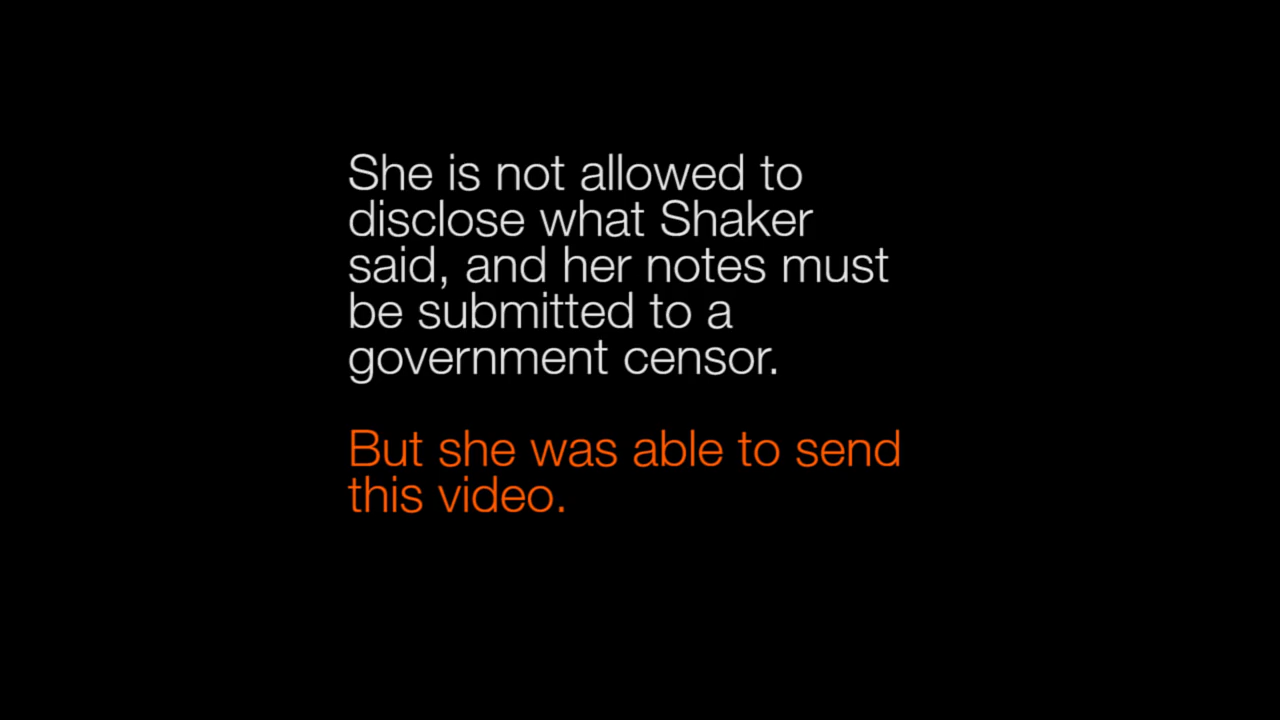 She is not allowed to
disclose what Shaker
said, and her notes must
be submitted to a
government censor.
But she was able to send
this video.